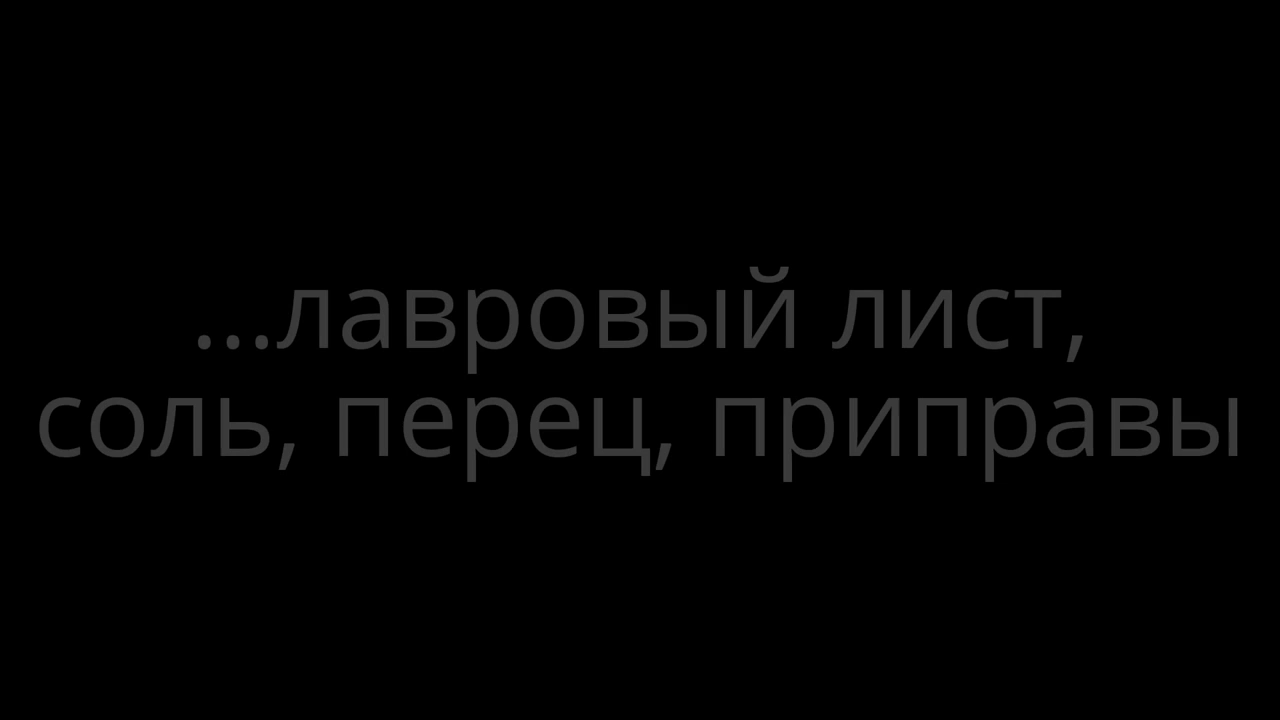 ...лавровый лист,
соль, перец, приправы